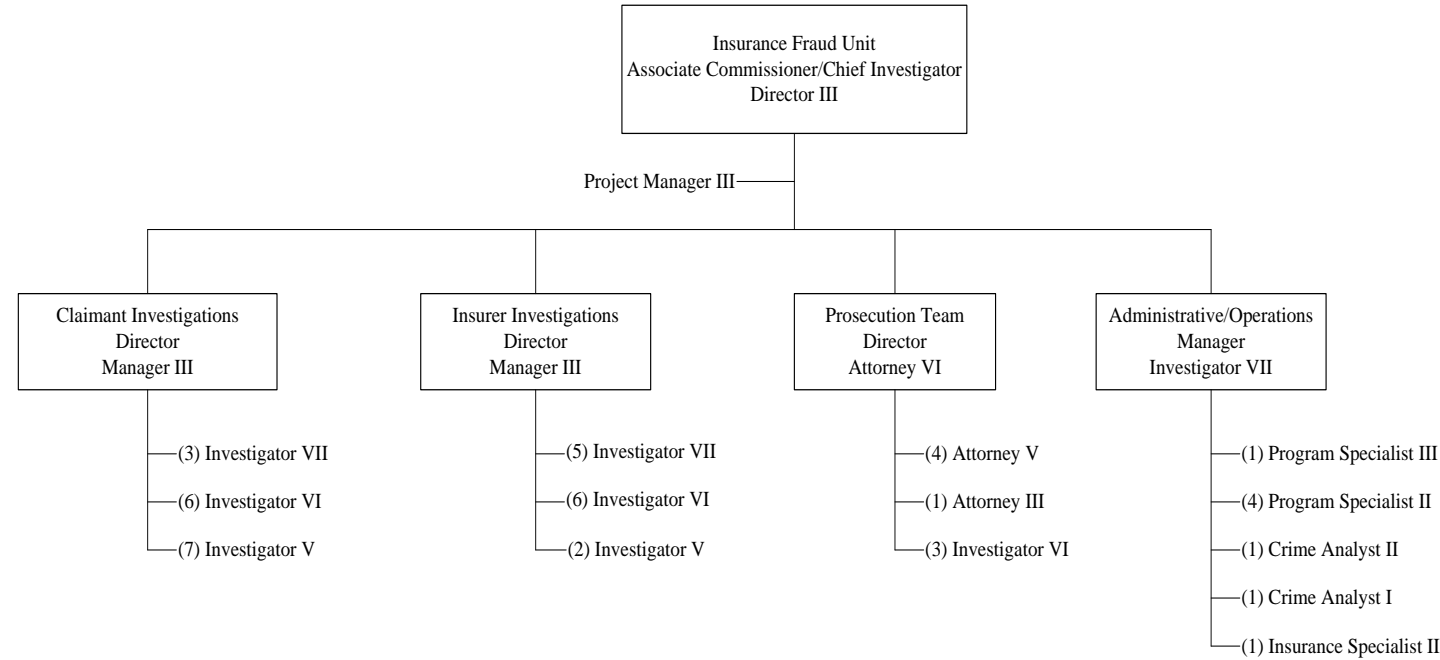 Insurance Fraud Unit
Associate Commissioner/Chief Investigator
Director III
Project Manager III
Claimant Investigations
Director
Manager III
Insurer Investigations
Director
Manager III
Prosecution Team
Director
Attorney VI
Administrative/Operations
Manager
Investigator VII
(3) Investigator VII
(6) Investigator VI
(7) Investigator V
(5) Investigator VII
(6) Investigator VI
(2) Investigator V
(4) Attorney V
(1) Attorney III
(3) Investigator VI
(1) Program Specialist III
(4) Program Specialist II
(1) Crime Analyst II
(1) Crime Analyst I
(1) Insurance Specialist II